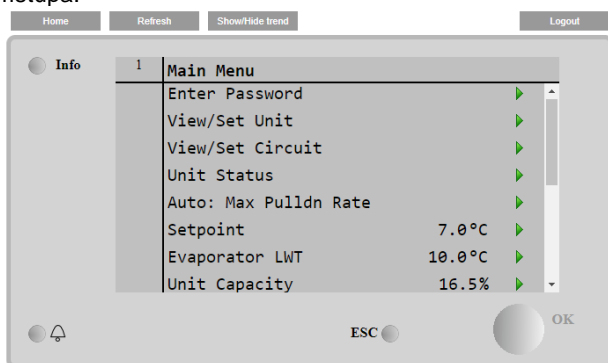 Home Refresh Show/Hide trend Logout
Info 1 Main Menu
Enter Password
View/Set Unit
View/Set Circuit
Unit Status
Auto: Max Pulldn Rate
Setpoint 7.0°C
Evaporator LWT 10.0°C
Unit Capacity 16.5%
ESC OK